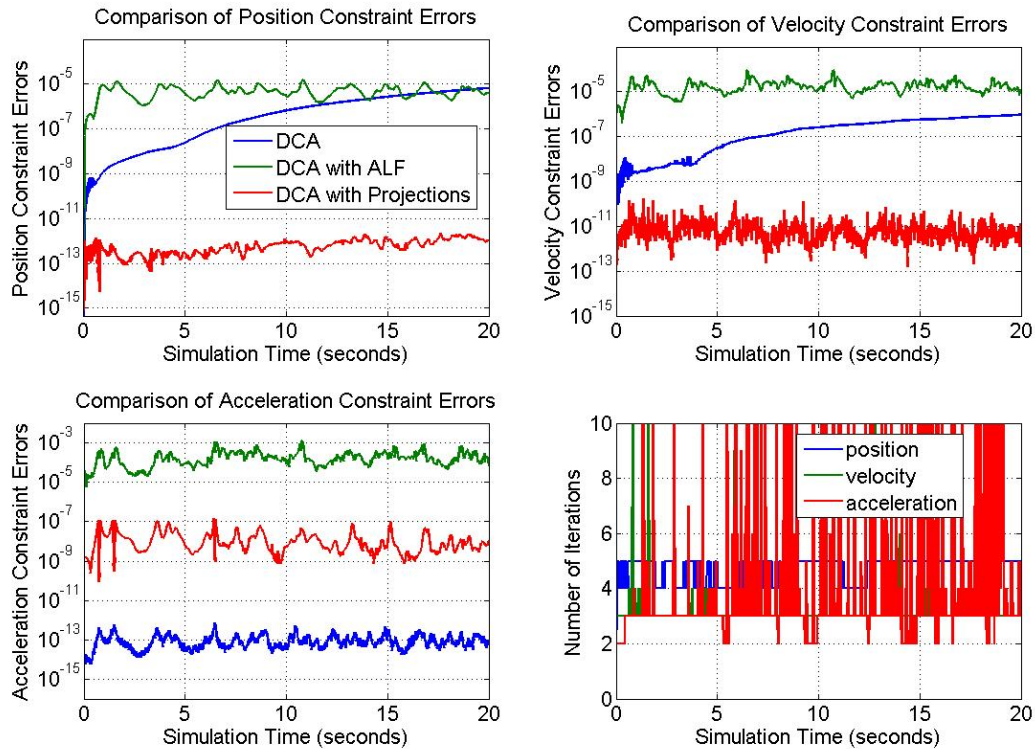 Comparison of Position Constraint Errors
Position Constraint Errors
10^-5
10^-7
10^-9
10^-11
10^-13
10^-15
DCA
DCA with ALF
DCA with Projections
0 5 10 15 20
Simulation Time (seconds)
Comparison of Velocity Constraint Errors
Velocity Constraint Errors
10^-5
10^-7
10^-9
10^-11
10^-13
10^-15
0 5 10 15 20
Simulation Time (seconds)
Comparison of Acceleration Constraint Errors
Acceleration Constraint Errors
10^-3
10^-5
10^-7
10^-9
10^-11
10^-13
10^-15
0 5 10 15 20
Simulation Time (seconds)
Number of Iterations
10
8
6
4
2
0
position
velocity
acceleration
0 5 10 15 20
Simulation Time (seconds)